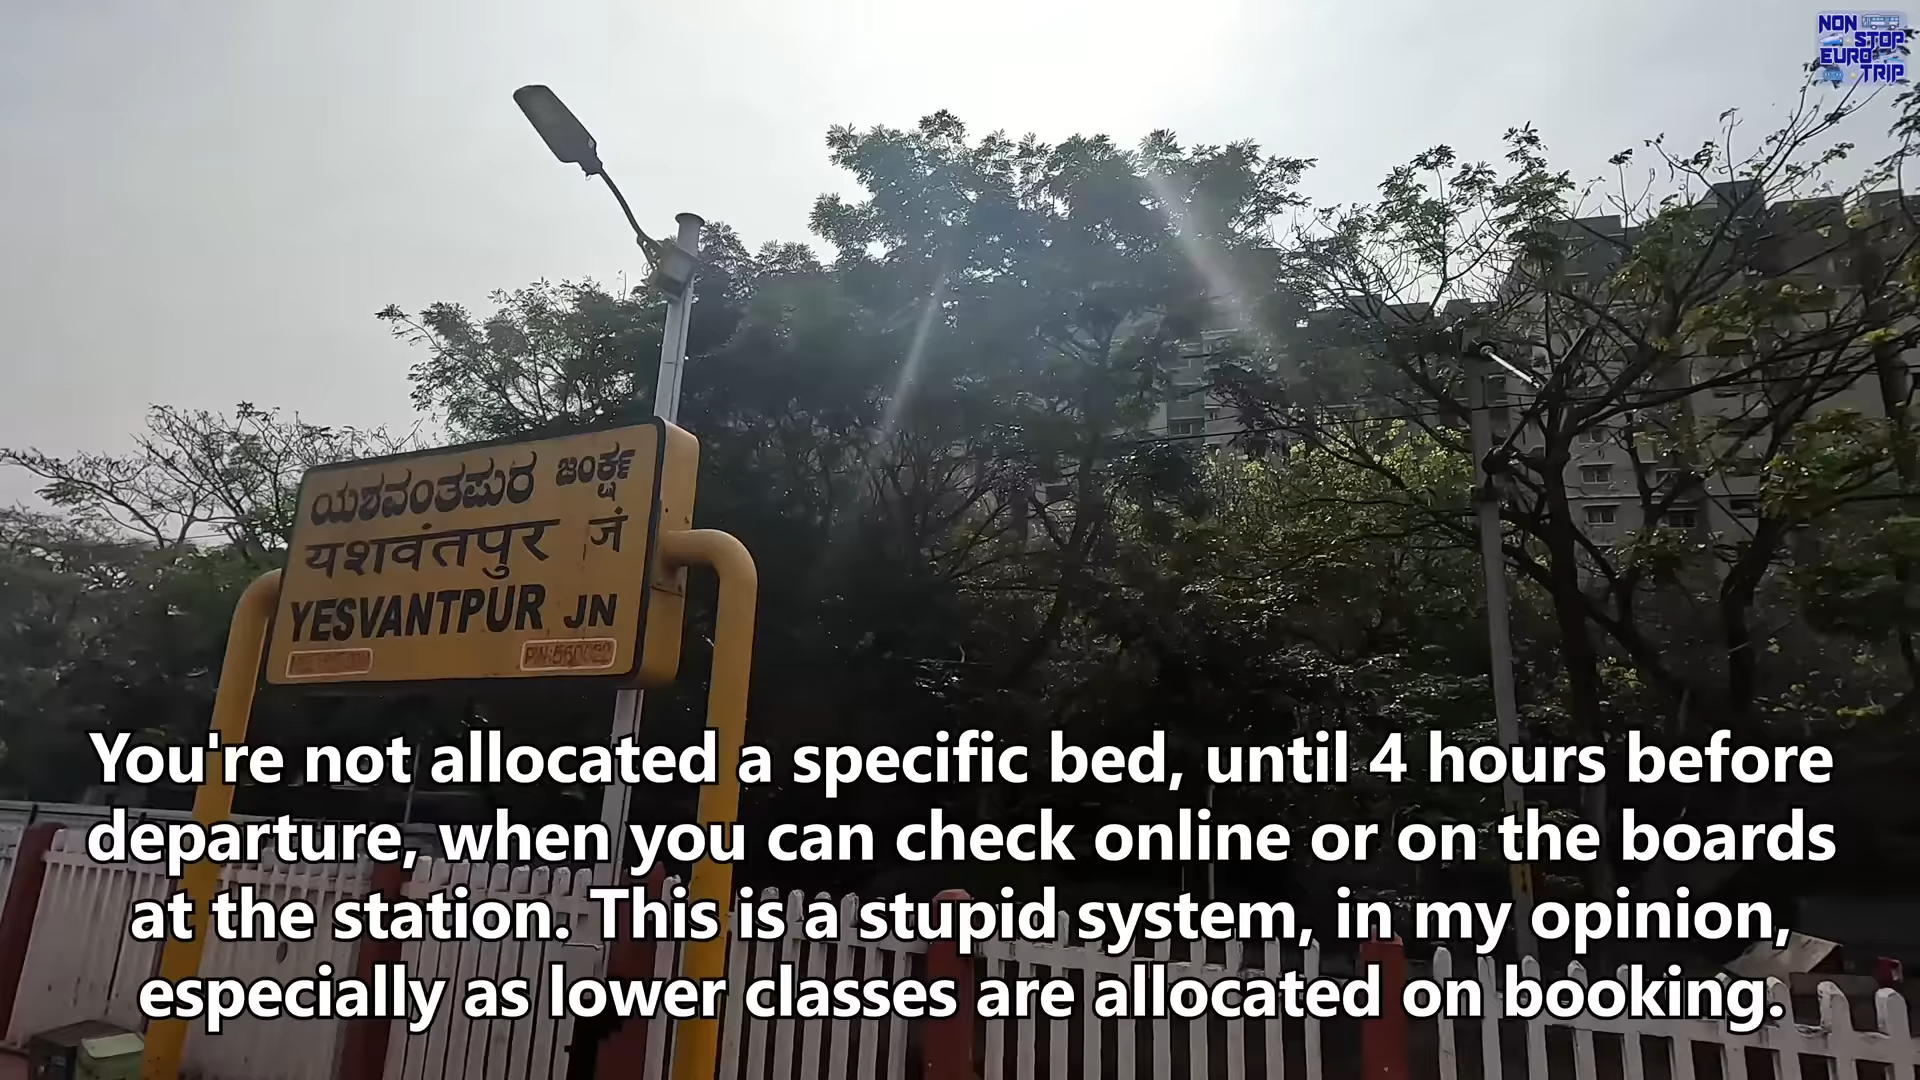 NON
STOP
EURO
TRIP
ಯಶವಂತಪುರ ಜಂಕ್ಷ
यशवंतपुर जं
YESVANTPUR JN
PIN:560022
You're not allocated a specific bed, until 4 hours before
departure, when you can check online or on the boards
at the station. This is a stupid system, in my opinion,
especially as lower classes are allocated on booking.